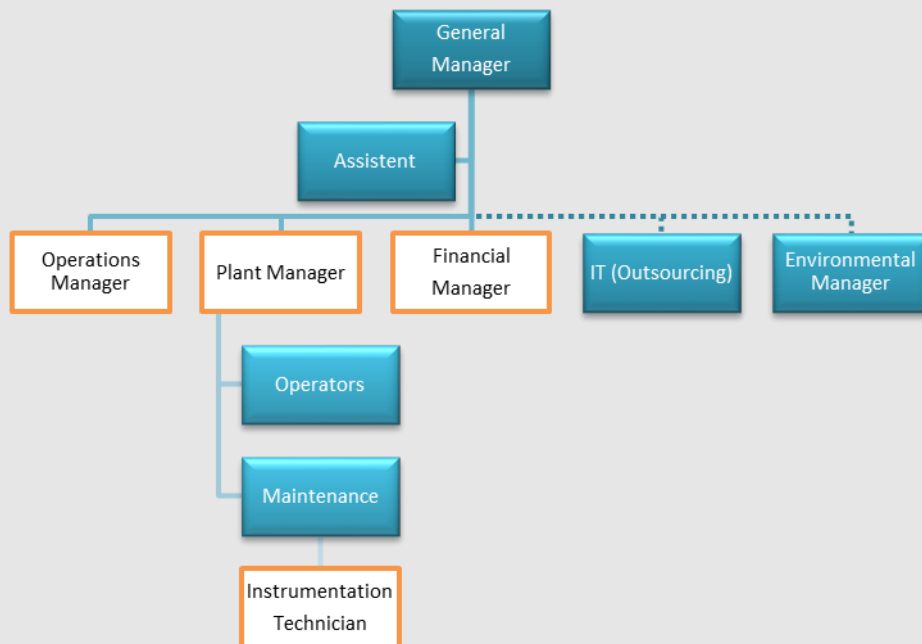 General
Manager
Assistent
Operations
Manager
Plant Manager
Financial
Manager
IT (Outsourcing)
Environmental
Manager
Operators
Maintenance
Instrumentation
Technician